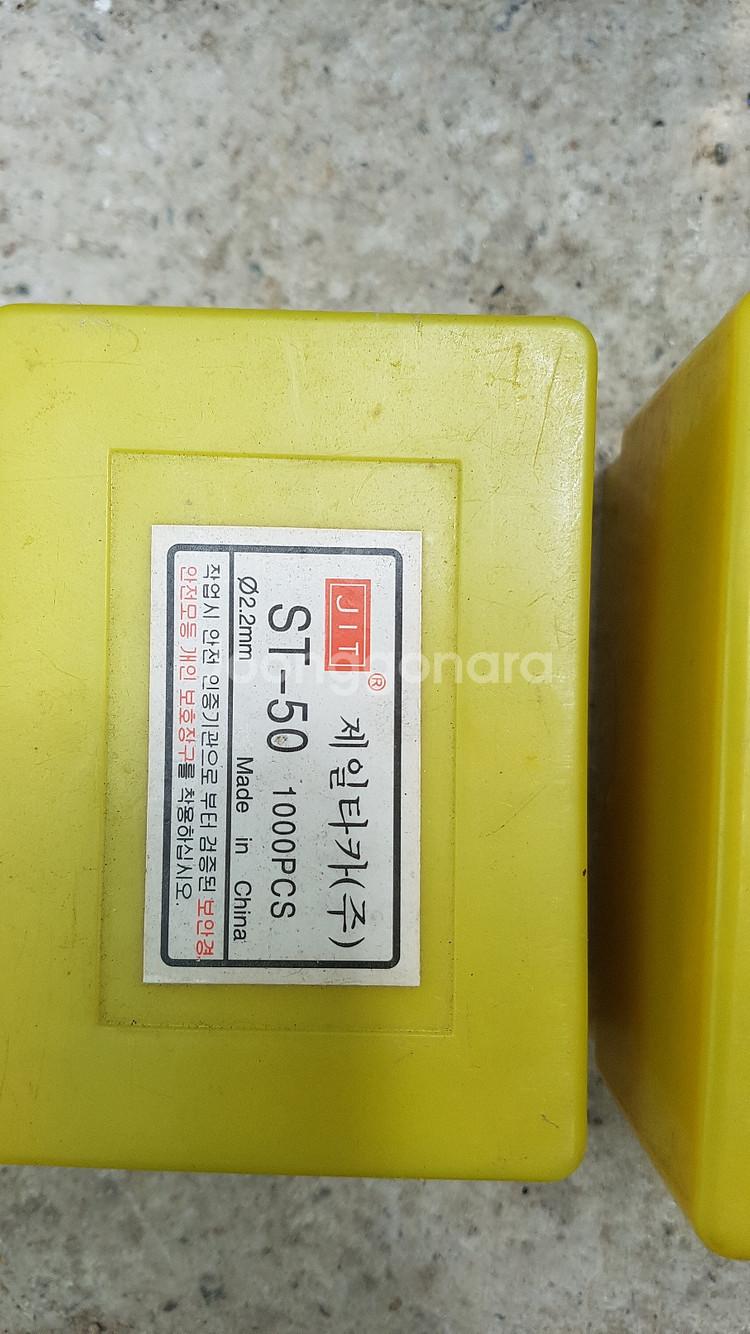 JIT® 제일타카(주)
ST-50 1000PCS
Ø2.2mm Made in China
작업시 안전 인증기관으로 부터 검증된 보안경,
안전모등 개인 보호장구를 착용하십시오.
joonggonara